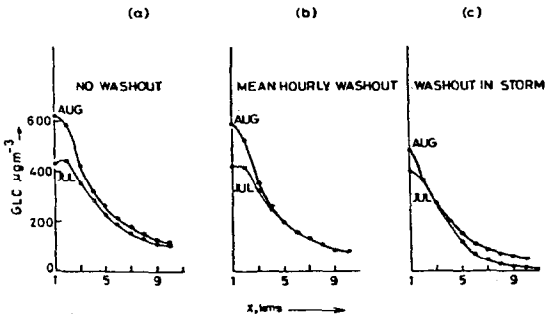 (a) (b) (c)
NO WASHOUT MEAN HOURLY WASHOUT WASHOUT IN STORM
AUG
AUG
AUG
JUL
JUL
JUL
GLC μgm⁻³ →
600
400
200
1 5 9
1 5 9
1 5 9
X, kms →